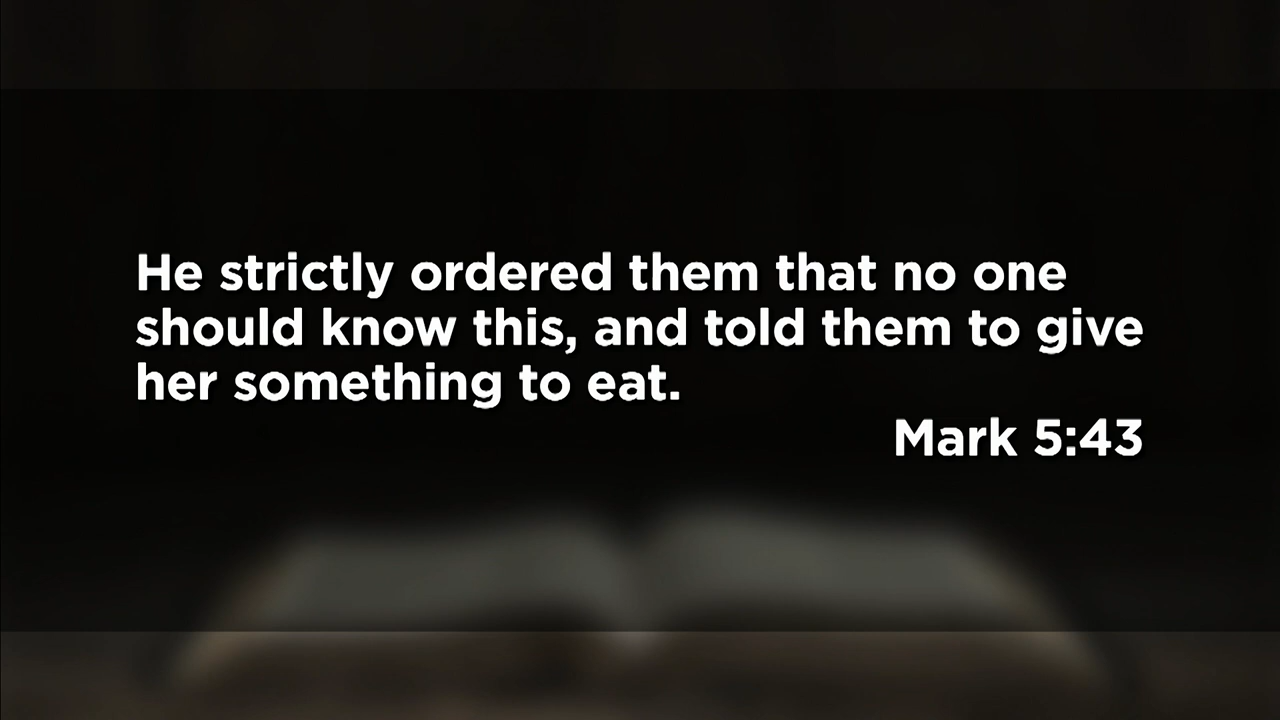 He strictly ordered them that no one
should know this, and told them to give
her something to eat.
Mark 5:43